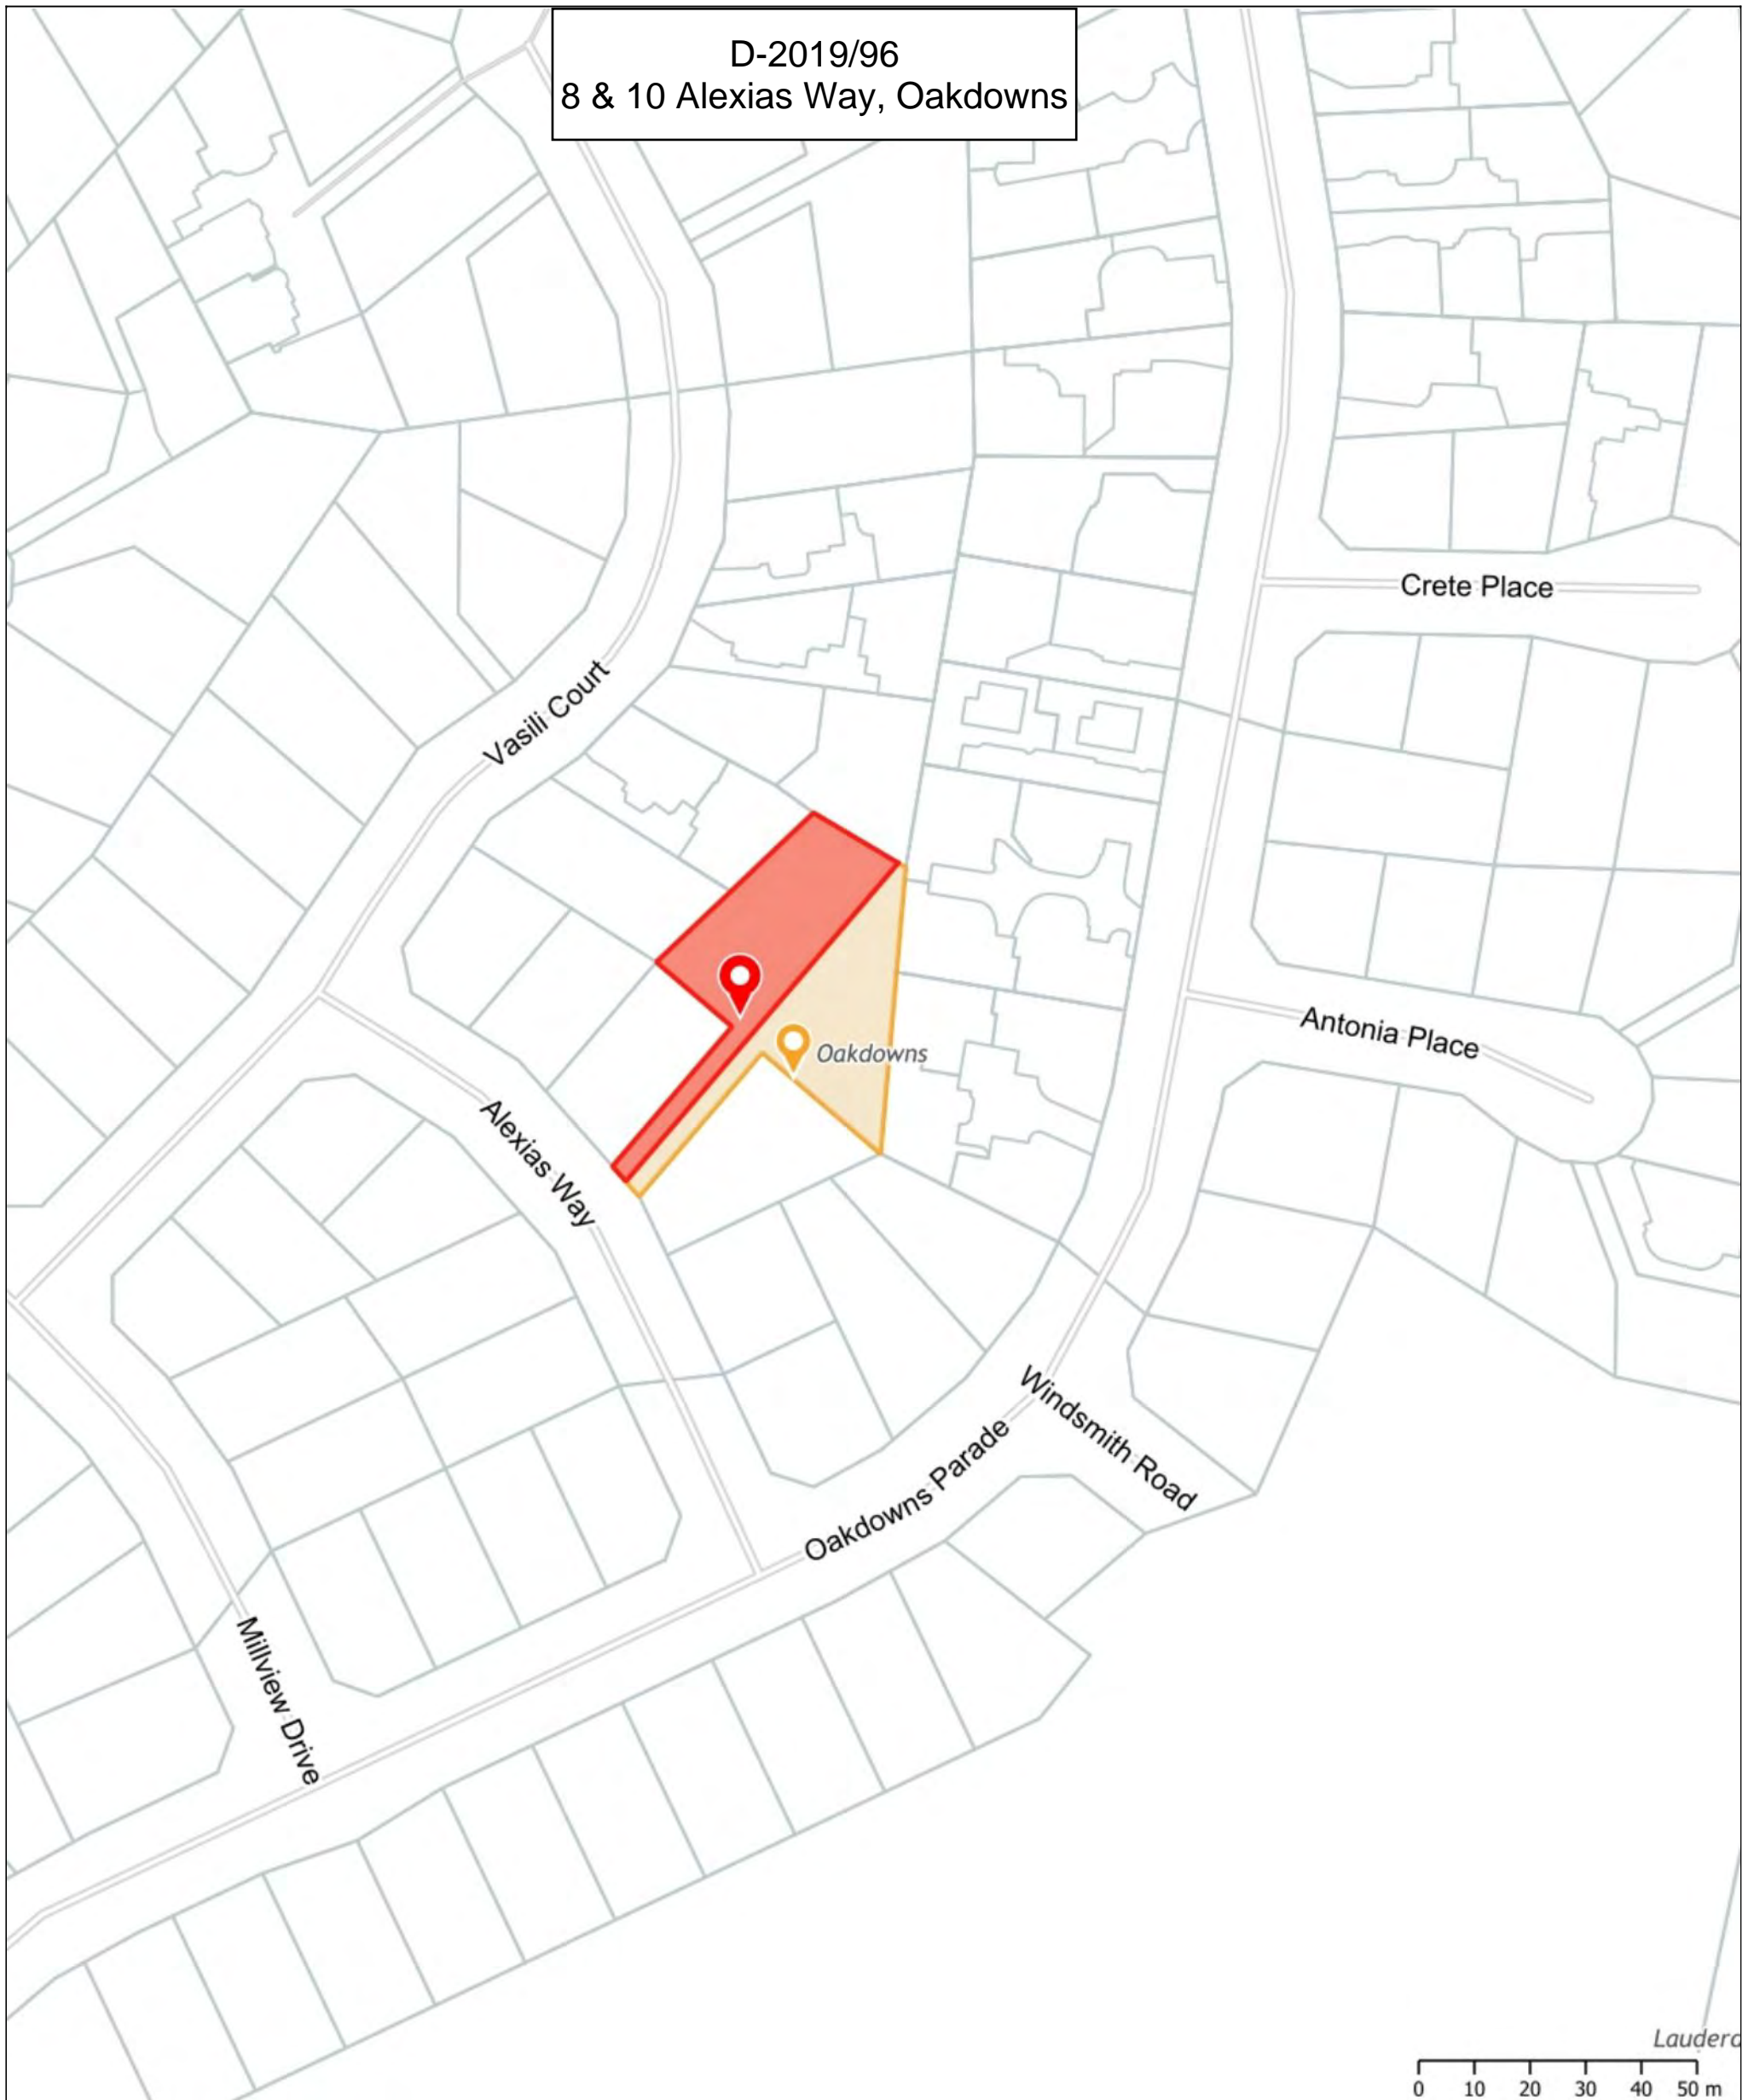 D-2019/96
8 & 10 Alexias Way, Oakdowns
Crete Place
Vasili Court
Antonia Place
Oakdowns
Alexias Way
Windsmith Road
Oakdowns Parade
Millview Drive
Lauderd
0 10 20 30 40 50 m